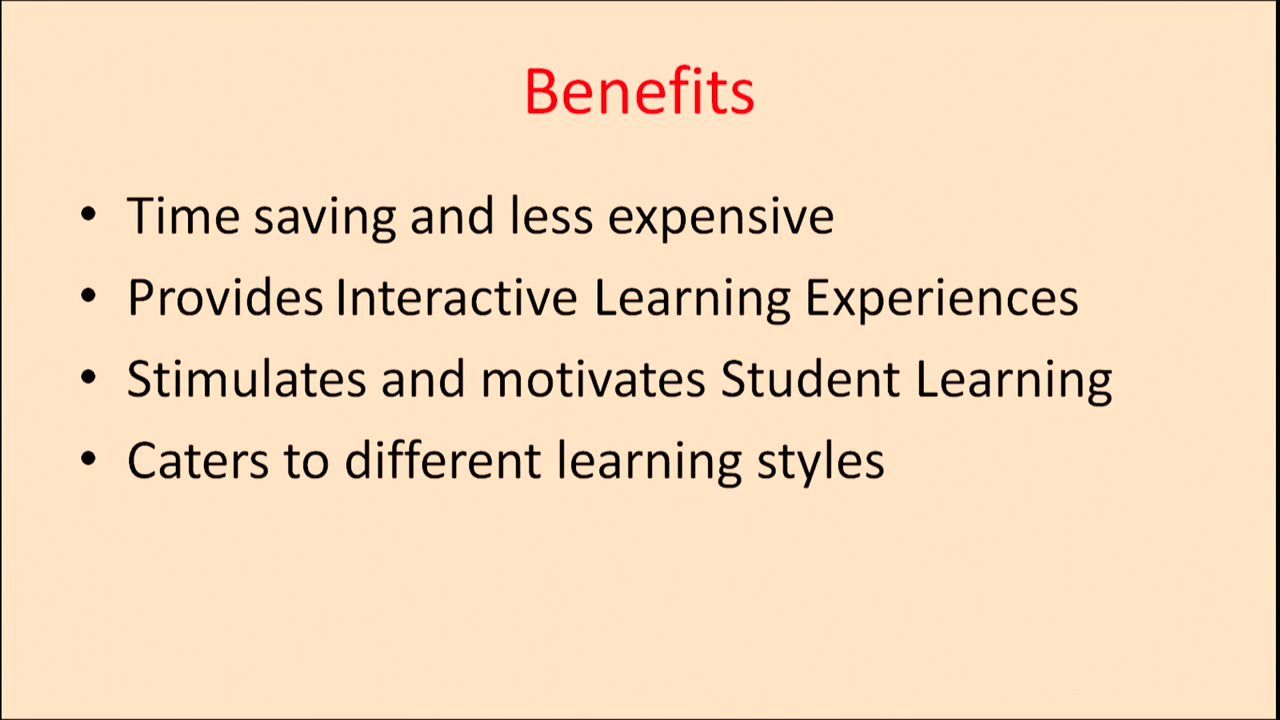 Benefits
• Time saving and less expensive
• Provides Interactive Learning Experiences
• Stimulates and motivates Student Learning
• Caters to different learning styles